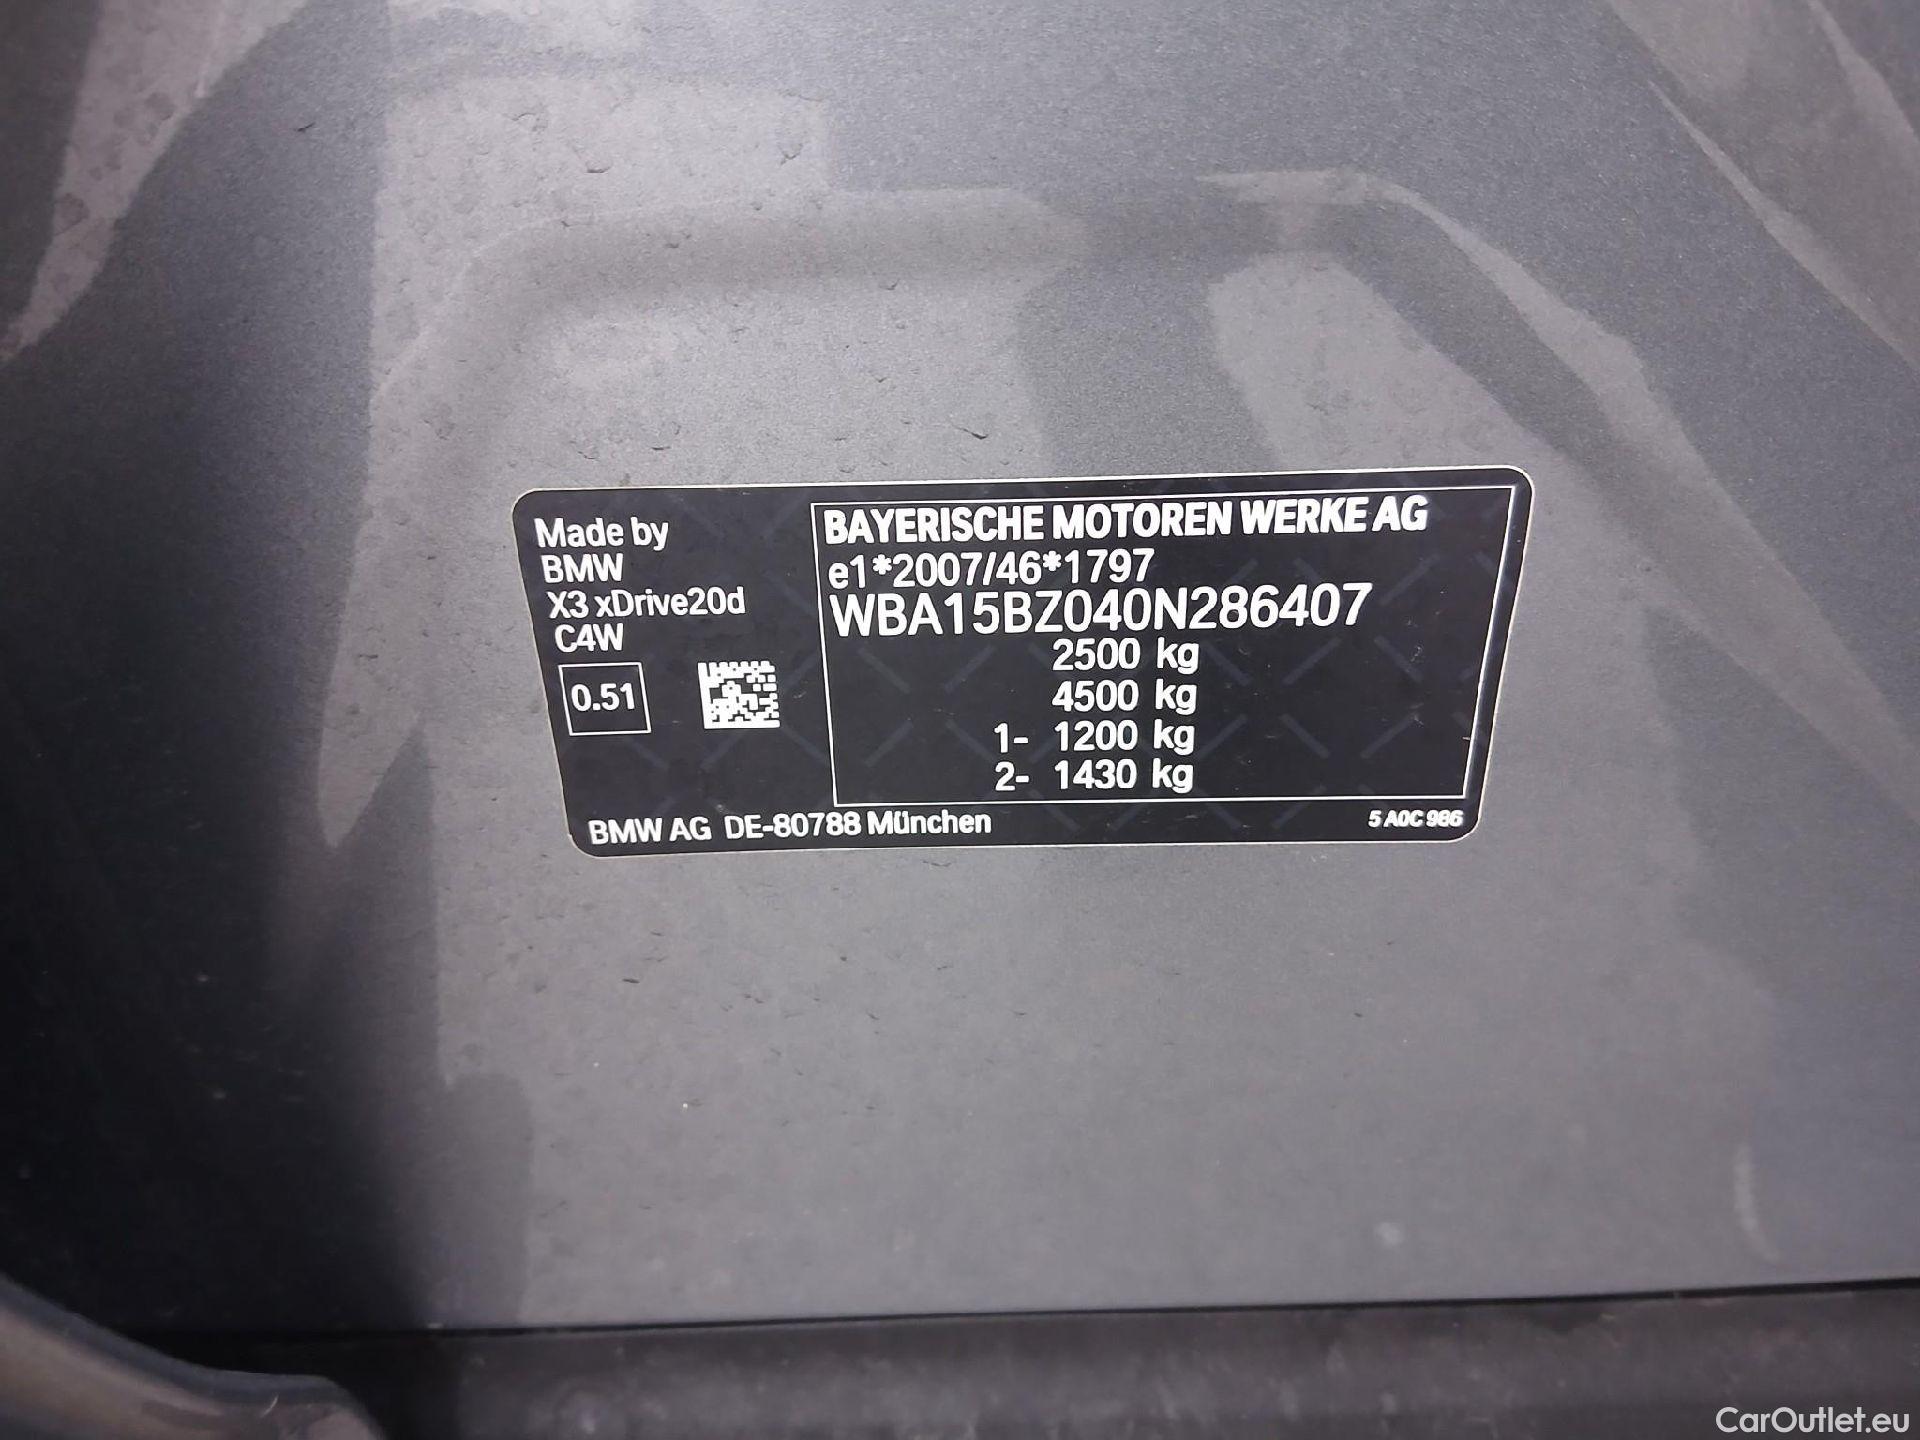 Made by
BMW
X3 xDrive20d
C4W
0.51
BAYERISCHE MOTOREN WERKE AG
e1*2007/46*1797
WBA15BZ040N286407
2500 kg
4500 kg
1- 1200 kg
2- 1430 kg
BMW AG DE-80788 München
5 A0C 986
CarOutlet.eu